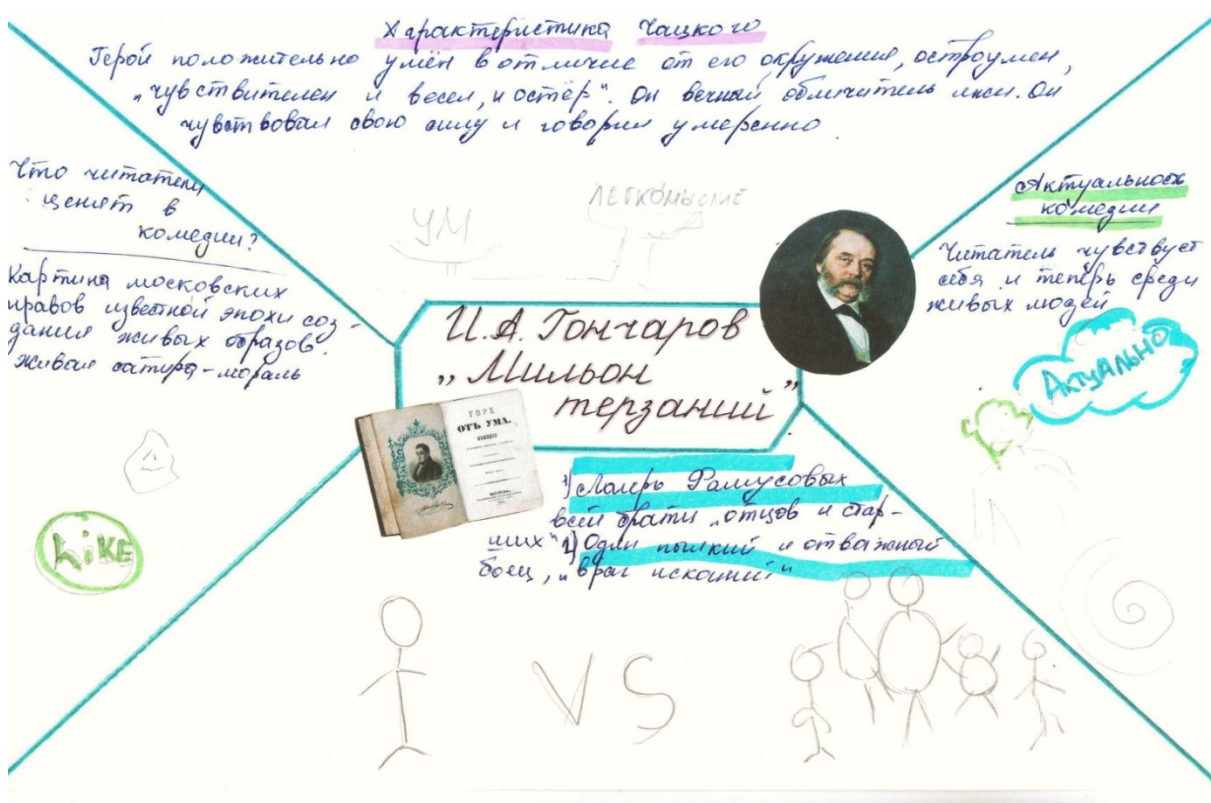 Характеристика Чацкого
Герой положительно умён в отличие от его окружения, остроумен,
„чувствителен и весел, и остёр". Он вечный обличитель лжи. Он
чувствовал свою силу и говорил умеренно
Что читатели
ценят в
комедии?
Картина московских
нравов известной эпохи соз-
дания живых образов.
живая сатира-мораль
LiKE
УМ
ЛЕГКОМЫСЛИЕ
И.А. Гончаров
„Мильон
терзаний"
ГОРЕ
ОТЪ УМА.
Актуальность
комедии
Читатель чувствует
себя и теперь среди
живых людей
АКТУАЛЬНО
1) Лагерь Фамусовых
всей братии „отцов и стар-
ших" 2) Один пылкий и отважный
боец, „враг исканий"
VS